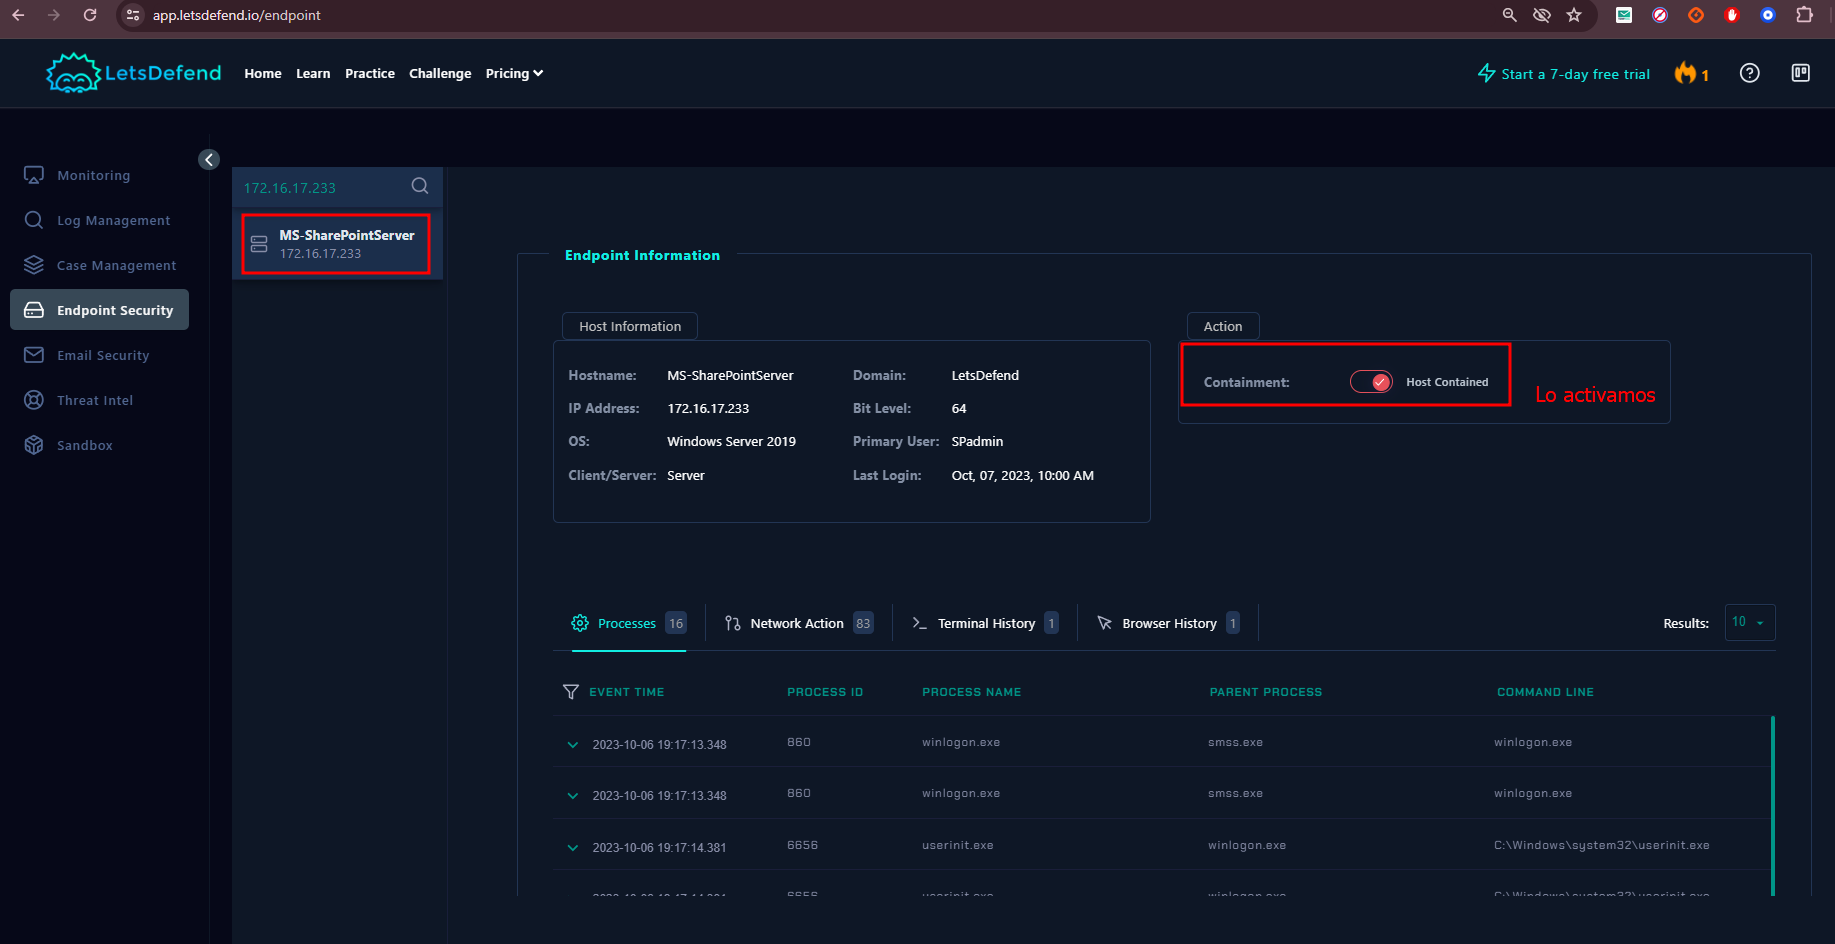 app.letsdefend.io/endpoint
LetsDefend
Home Learn Practice Challenge Pricing
Start a 7-day free trial
1
Monitoring
Log Management
Case Management
Endpoint Security
Email Security
Threat Intel
Sandbox
172.16.17.233
MS-SharePointServer
172.16.17.233
Endpoint Information
Host Information
Hostname: MS-SharePointServer Domain: LetsDefend
IP Address: 172.16.17.233 Bit Level: 64
OS: Windows Server 2019 Primary User: SPadmin
Client/Server: Server Last Login: Oct, 07, 2023, 10:00 AM
Action
Containment: Host Contained
Lo activamos
Processes 16 Network Action 83 Terminal History 1 Browser History 1 Results: 10
EVENT TIME PROCESS ID PROCESS NAME PARENT PROCESS COMMAND LINE
2023-10-06 19:17:13.348 860 winlogon.exe smss.exe winlogon.exe
2023-10-06 19:17:13.348 860 winlogon.exe smss.exe winlogon.exe
2023-10-06 19:17:14.381 6656 userinit.exe winlogon.exe C:\Windows\system32\userinit.exe